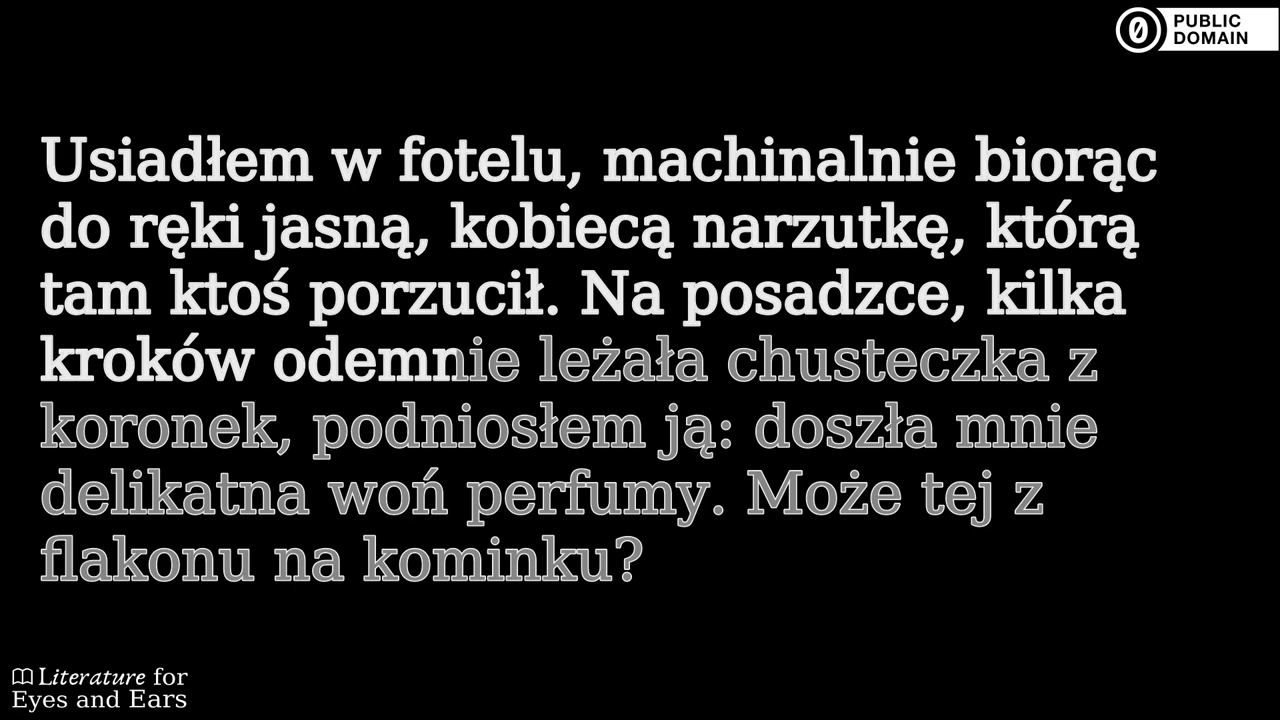 PUBLIC
DOMAIN
Usiadłem w fotelu, machinalnie biorąc
do ręki jasną, kobiecą narzutkę, którą
tam ktoś porzucił. Na posadzce, kilka
kroków odemnie leżała chusteczka z
koronek, podniosłem ją: doszła mnie
delikatna woń perfumy. Może tej z
flakonu na kominku?
Literature for
Eyes and Ears